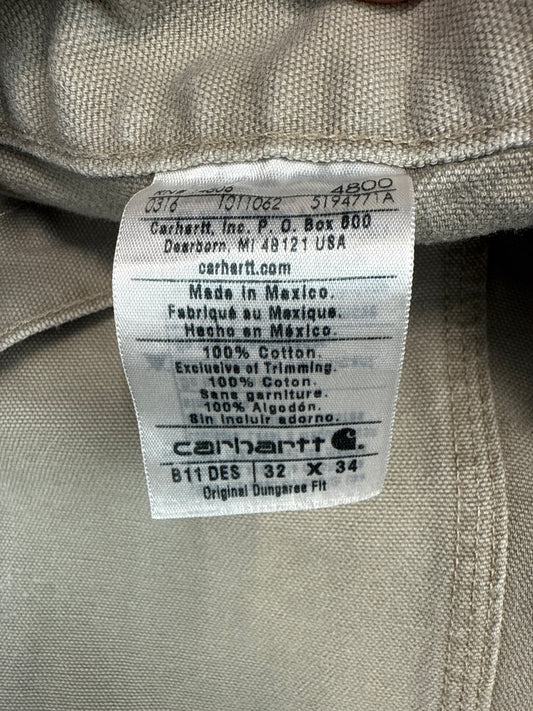 4800
0316 1011062 5194771A
Carhartt, Inc. P. O. Box 600
Dearborn, MI 48121 USA
carhartt.com
Made in Mexico.
Fabriqué au Mexique.
Hecho en México.
100% Cotton.
Exclusive of Trimming.
100% Coton.
Sans garniture.
100% Algodón.
Sin incluir adorno.
carhartt
B11 DES 32 X 34
Original Dungaree Fit